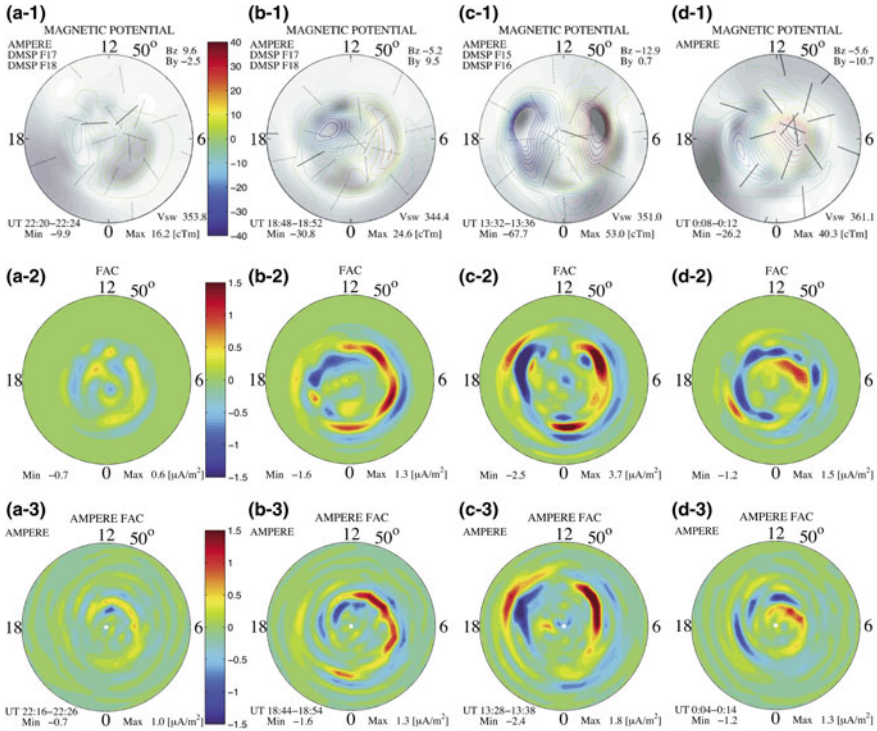 (a-1)
MAGNETIC POTENTIAL
AMPERE
DMSP F17
DMSP F18
12
50°
Bz 9.6
By -2.5
18
6
0
Vsw 353.8
UT 22:20-22:24
Min -9.9
Max 16.2 [cTm]
40
30
20
10
0
-10
-20
-30
-40
(b-1)
MAGNETIC POTENTIAL
AMPERE
DMSP F17
DMSP F18
12
50°
Bz -5.2
By 9.5
18
6
0
Vsw 344.4
UT 18:48-18:52
Min -30.8
Max 24.6 [cTm]
(c-1)
MAGNETIC POTENTIAL
AMPERE
DMSP F15
DMSP F16
12
50°
Bz -12.9
By 0.7
18
6
0
Vsw 351.0
UT 13:32-13:36
Min -67.7
Max 53.0 [cTm]
(d-1)
MAGNETIC POTENTIAL
AMPERE
DMSP F17
DMSP F18
12
50°
Bz -5.6
By -10.7
18
6
0
Vsw 361.1
UT 0:08-0:12
Min -26.2
Max 40.3 [cTm]
(a-2)
FAC
12
50°
18
6
0
Min -0.7
Max 0.6 [µA/m²]
1.5
1
0.5
0
-0.5
-1
-1.5
(b-2)
FAC
12
50°
18
6
0
Min -1.6
Max 1.3 [µA/m²]
(c-2)
FAC
12
50°
18
6
0
Min -2.5
Max 3.7 [µA/m²]
(d-2)
FAC
12
50°
18
6
0
Min -1.2
Max 1.5 [µA/m²]
(a-3)
AMPERE FAC
AMPERE
12
50°
18
6
0
UT 22:16-22:26
Min -0.7
Max 1.0 [µA/m²]
1.5
1
0.5
0
-0.5
-1
-1.5
(b-3)
AMPERE FAC
AMPERE
12
50°
18
6
0
UT 18:44-18:54
Min -1.6
Max 1.3 [µA/m²]
(c-3)
AMPERE FAC
AMPERE
12
50°
18
6
0
UT 13:28-13:38
Min -2.4
Max 1.8 [µA/m²]
(d-3)
AMPERE FAC
AMPERE
12
50°
18
6
0
UT 0:04-0:14
Min -1.2
Max 1.3 [µA/m²]